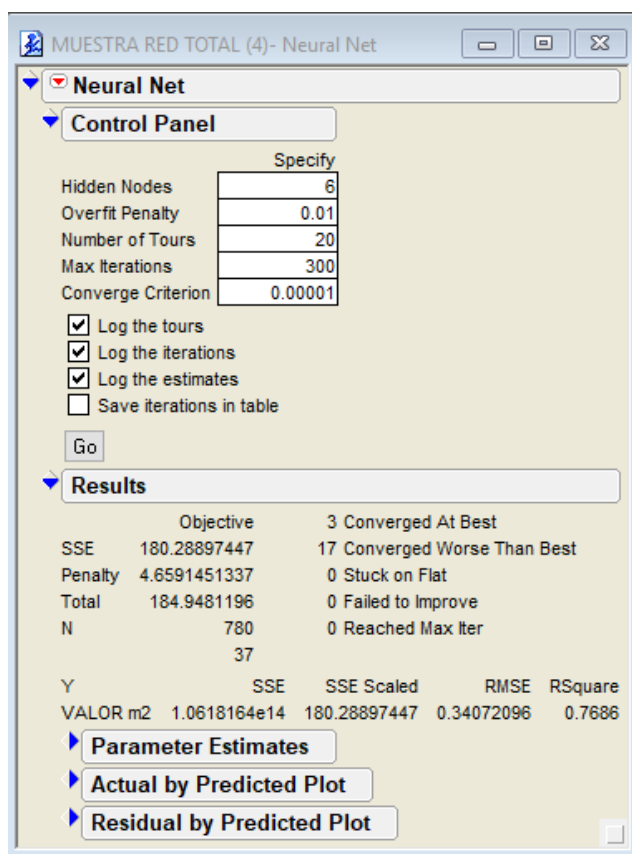 MUESTRA RED TOTAL (4)- Neural Net
Neural Net
Control Panel
Specify
Hidden Nodes 6
Overfit Penalty 0.01
Number of Tours 20
Max Iterations 300
Converge Criterion 0.00001
Log the tours
Log the iterations
Log the estimates
Save iterations in table
Go
Results
Objective 3 Converged At Best
SSE 180.28897447 17 Converged Worse Than Best
Penalty 4.6591451337 0 Stuck on Flat
Total 184.9481196 0 Failed to Improve
N 780 0 Reached Max Iter
37
Y SSE SSE Scaled RMSE RSquare
VALOR m2 1.0618164e14 180.28897447 0.34072096 0.7686
Parameter Estimates
Actual by Predicted Plot
Residual by Predicted Plot